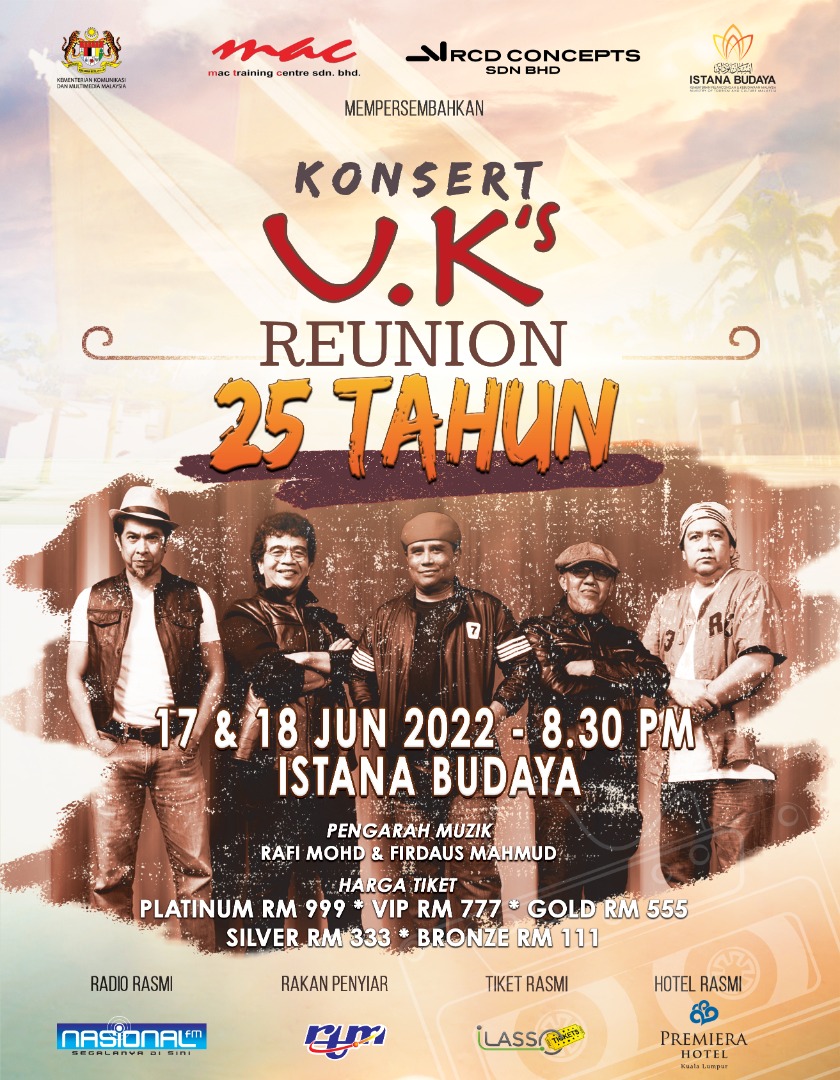 KEMENTERIAN KOMUNIKASI
DAN MULTIMEDIA MALAYSIA
mac
mac training centre sdn. bhd.
RCD CONCEPTS
SDN BHD
ISTANA BUDAYA
MEMPERSEMBAHKAN
KONSERT
U.K's
REUNION
25 TAHUN
7
17 & 18 JUN 2022 - 8.30 PM
ISTANA BUDAYA
PENGARAH MUZIK
RAFI MOHD & FIRDAUS MAHMUD
HARGA TIKET
PLATINUM RM 999 * VIP RM 777 * GOLD RM 555
SILVER RM 333 * BRONZE RM 111
RADIO RASMI
RAKAN PENYIAR
TIKET RASMI
HOTEL RASMI
NASIONAL FM
SEGALANYA DI SINI
rtm
iLASSO TICKETS
PREMIERA
HOTEL
Kuala Lumpur